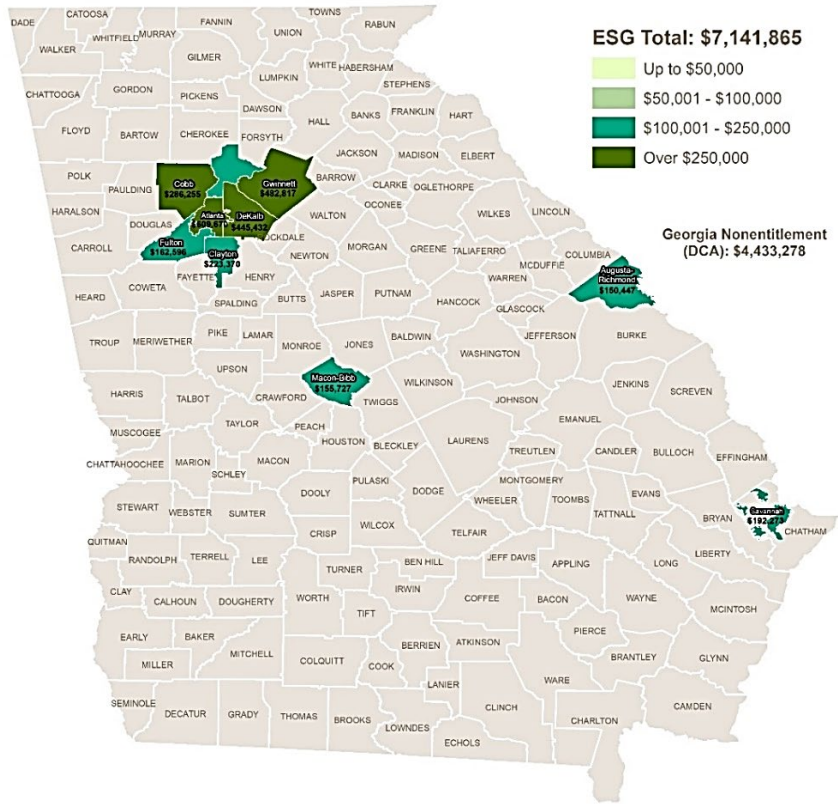 ESG Total: $7,141,865
Up to $50,000
$50,001 - $100,000
$100,001 - $250,000
Over $250,000
Georgia Nonentitlement
(DCA): $4,433,278
DADE
CATOOSA
FANNIN
TOWNS
RABUN
WALKER
WHITFIELD
MURRAY
UNION
GILMER
WHITE
HABERSHAM
LUMPKIN
STEPHENS
CHATTOOGA
GORDON
PICKENS
DAWSON
HALL
BANKS
FRANKLIN
HART
FLOYD
BARTOW
CHEROKEE
FORSYTH
JACKSON
MADISON
ELBERT
POLK
PAULDING
Cobb
$286,255
Gwinnett
$482,817
BARROW
CLARKE
OGLETHORPE
OCONEE
HARALSON
DOUGLAS
Atlanta
$609,670
DeKalb
$445,432
WALTON
WILKES
LINCOLN
CARROLL
Fulton
$162,596
Clayton
$223,370
OCKDALE
NEWTON
MORGAN
GREENE
TALIAFERRO
COLUMBIA
MCDUFFIE
WARREN
Augusta-
Richmond
$150,447
HEARD
COWETA
FAYETTE
HENRY
SPALDING
BUTTS
JASPER
PUTNAM
HANCOCK
GLASCOCK
TROUP
MERIWETHER
PIKE
LAMAR
MONROE
JONES
BALDWIN
JEFFERSON
BURKE
WASHINGTON
UPSON
Macon-Bibb
$155,727
WILKINSON
JENKINS
SCREVEN
HARRIS
TALBOT
CRAWFORD
TWIGGS
JOHNSON
EMANUEL
TAYLOR
PEACH
MUSCOGEE
HOUSTON
BLECKLEY
LAURENS
TREUTLEN
CANDLER
BULLOCH
EFFINGHAM
CHATTAHOOCHEE
MARION
SCHLEY
MACON
PULASKI
DODGE
MONTGOMERY
STEWART
WEBSTER
SUMTER
DOOLY
WHEELER
TOOMBS
TATTNALL
EVANS
BRYAN
Savannah
$192,273
CHATHAM
QUITMAN
CRISP
WILCOX
TELFAIR
RANDOLPH
TERRELL
LEE
TURNER
BEN HILL
JEFF DAVIS
APPLING
LONG
LIBERTY
CLAY
CALHOUN
DOUGHERTY
WORTH
TIFT
IRWIN
COFFEE
BACON
WAYNE
MCINTOSH
EARLY
BAKER
MITCHELL
COLQUITT
COOK
BERRIEN
ATKINSON
PIERCE
BRANTLEY
GLYNN
MILLER
LANIER
WARE
SEMINOLE
DECATUR
GRADY
THOMAS
BROOKS
LOWNDES
CLINCH
CHARLTON
CAMDEN
ECHOLS